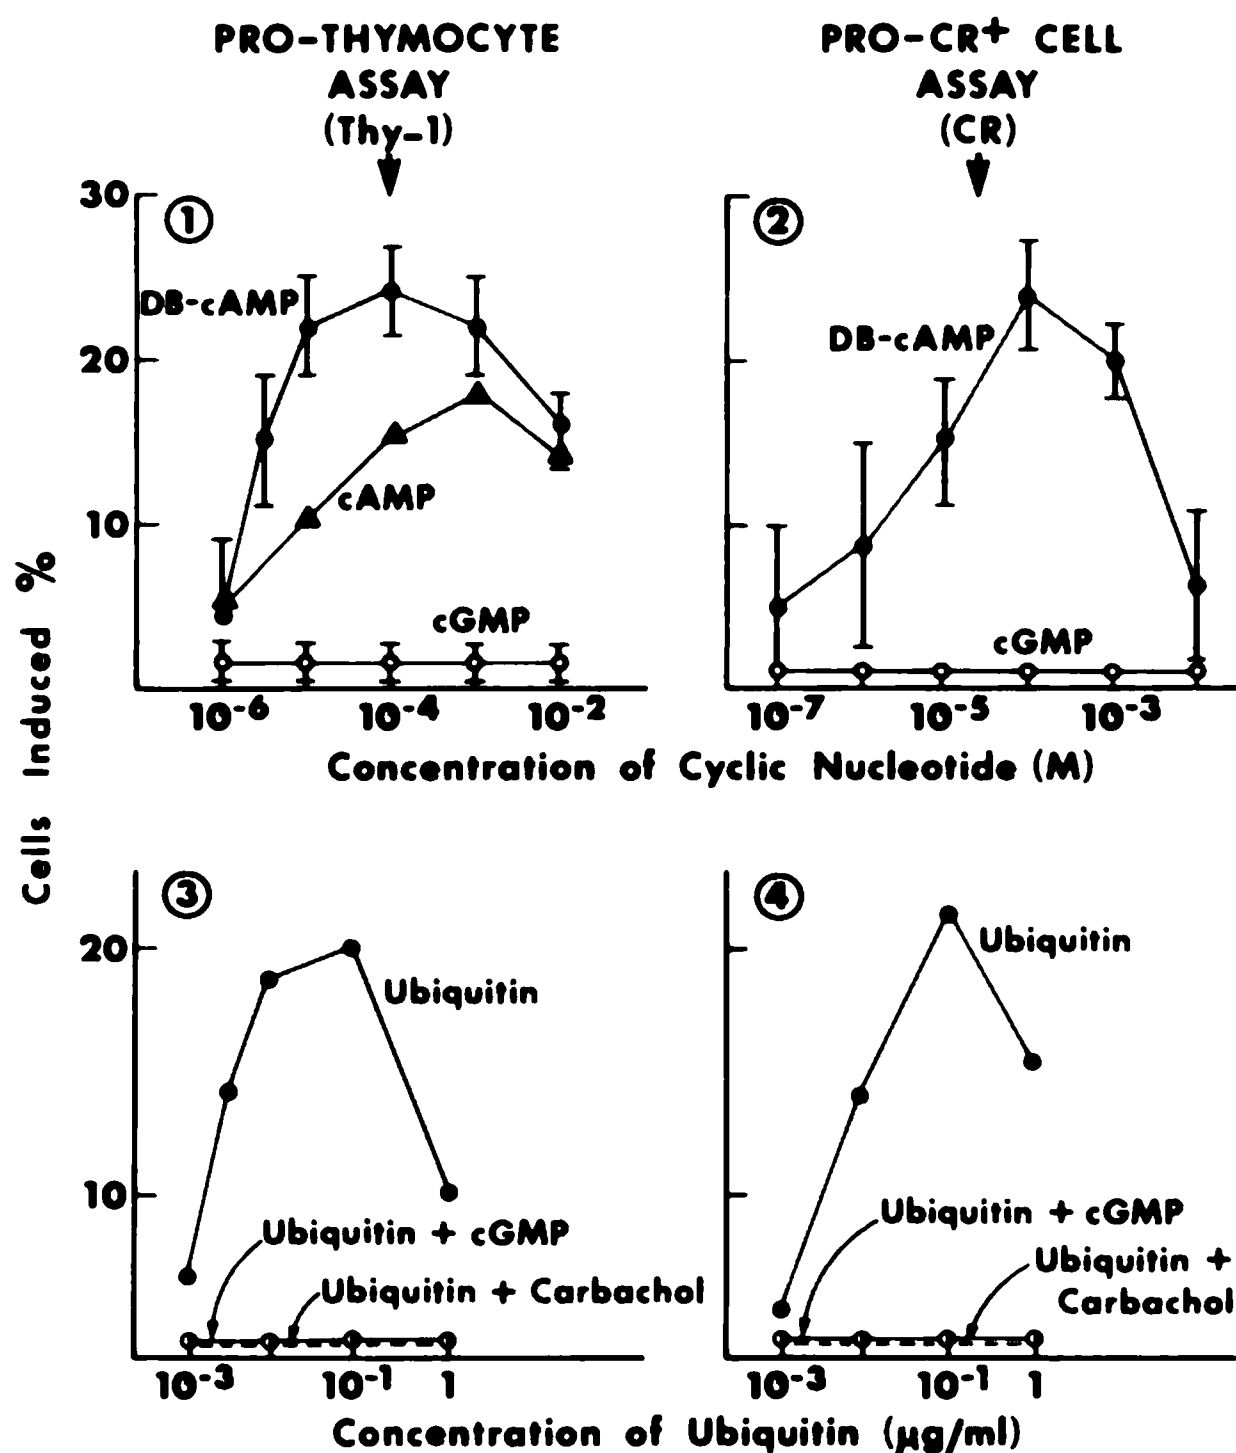 PRO-THYMOCYTE
ASSAY
(Thy-1)
PRO-CR⁺ CELL
ASSAY
(CR)
Cells Induced %
30
20
10
①
DB-cAMP
cAMP
cGMP
10⁻⁶
10⁻⁴
10⁻²
②
DB-cAMP
cGMP
10⁻⁷
10⁻⁵
10⁻³
Concentration of Cyclic Nucleotide (M)
20
10
③
Ubiquitin
Ubiquitin + cGMP
Ubiquitin + Carbachol
10⁻³
10⁻¹
1
④
Ubiquitin
Ubiquitin + cGMP
Ubiquitin +
Carbachol
10⁻³
10⁻¹
1
Concentration of Ubiquitin (μg/ml)